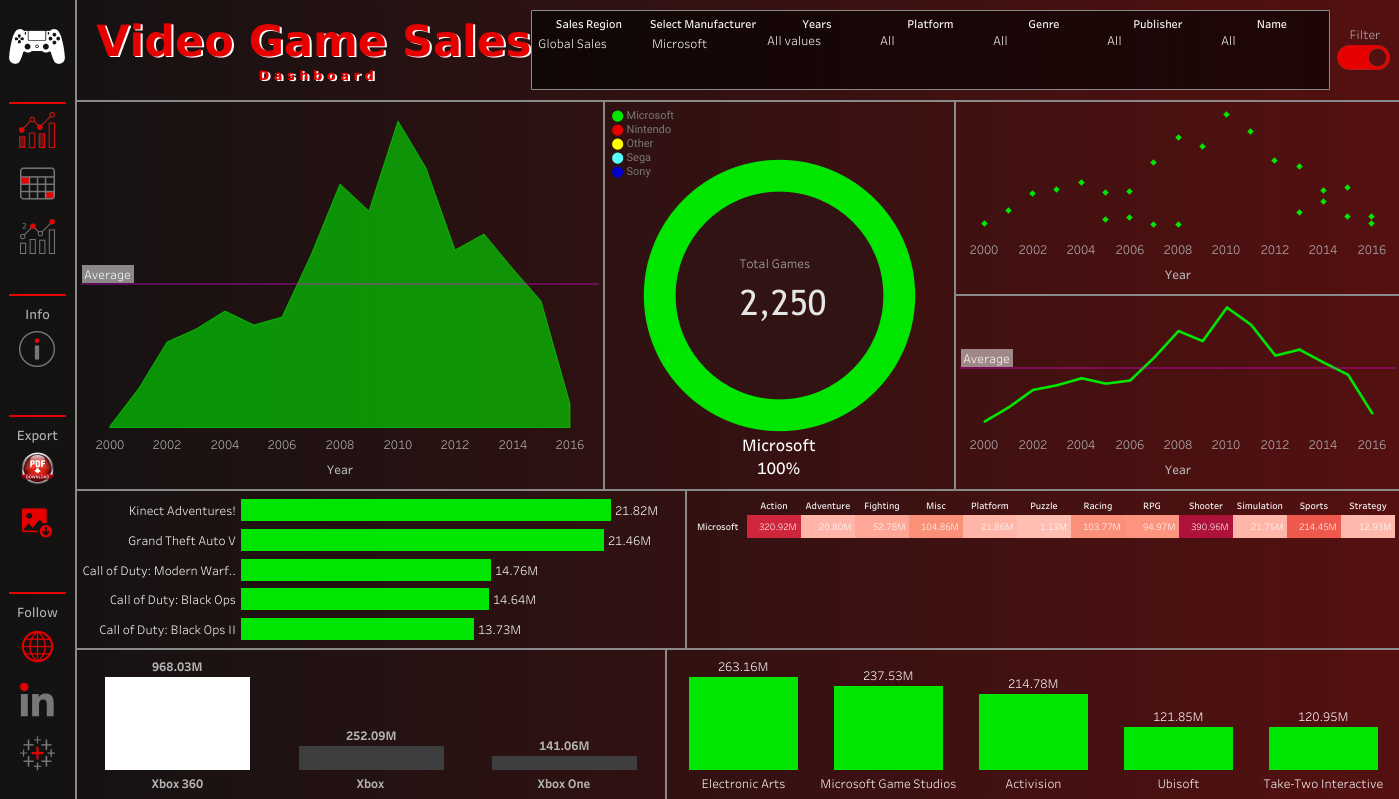 Video Game Sales
Dashboard
Sales Region Select Manufacturer Years Platform Genre Publisher Name
Global Sales Microsoft All values All All All All
Filter
Info
Export
PDF
DOWNLOAD
Follow
in
2
Average
2000 2002 2004 2006 2008 2010 2012 2014 2016
Year
Microsoft
Nintendo
Other
Sega
Sony
Total Games
2,250
Microsoft
100%
2000 2002 2004 2006 2008 2010 2012 2014 2016
Year
Average
2000 2002 2004 2006 2008 2010 2012 2014 2016
Year
Kinect Adventures! 21.82M
Grand Theft Auto V 21.46M
Call of Duty: Modern Warf.. 14.76M
Call of Duty: Black Ops 14.64M
Call of Duty: Black Ops II 13.73M
Action Adventure Fighting Misc Platform Puzzle Racing RPG Shooter Simulation Sports Strategy
Microsoft 320.92M 20.80M 52.78M 104.86M 21.86M 1.13M 103.77M 94.97M 390.96M 21.75M 214.45M 12.93M
968.03M 252.09M 141.06M
Xbox 360 Xbox Xbox One
263.16M 237.53M 214.78M 121.85M 120.95M
Electronic Arts Microsoft Game Studios Activision Ubisoft Take-Two Interactive